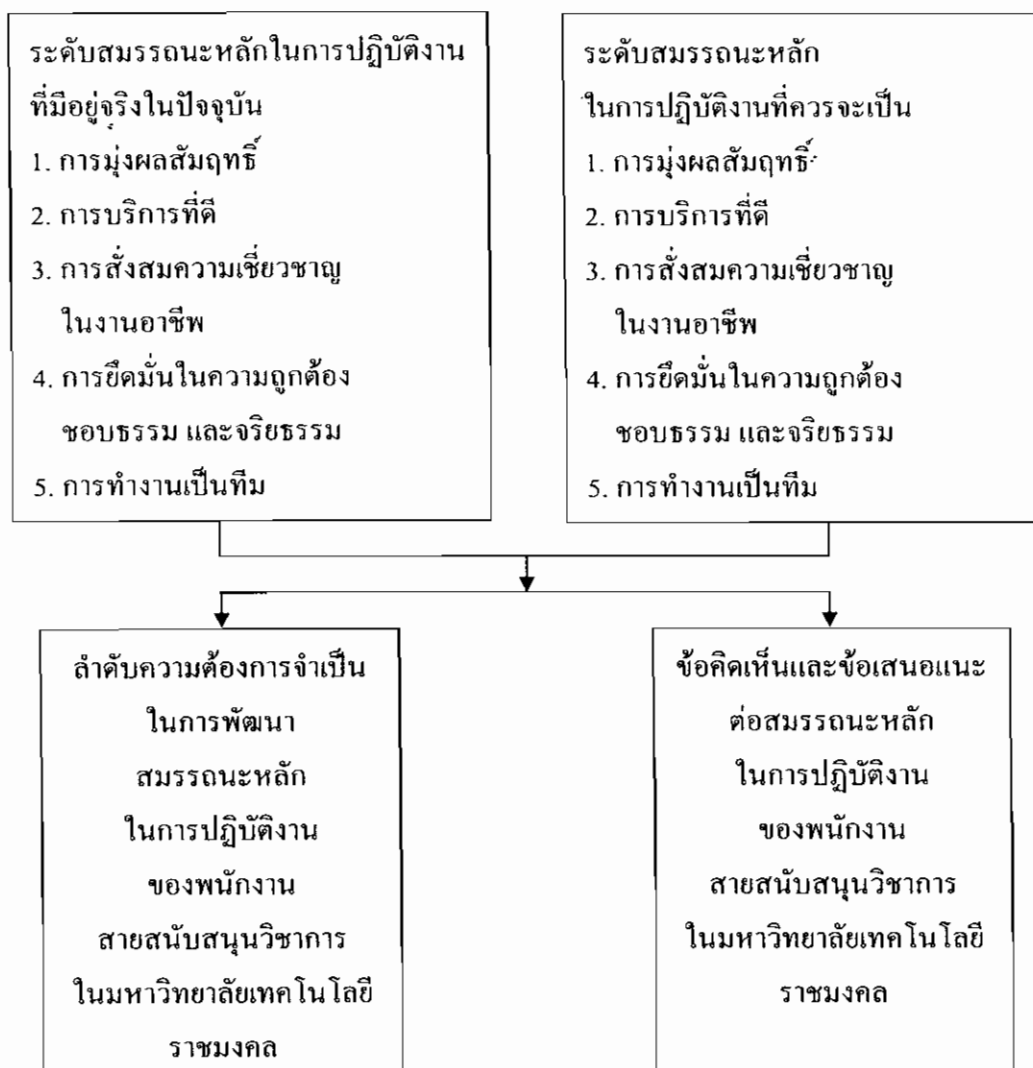 ระดับสมรรถนะหลักในการปฏิบัติงาน
ที่มีอยู่จริงในปัจจุบัน
1. การมุ่งผลสัมฤทธิ์
2. การบริการที่ดี
3. การสั่งสมความเชี่ยวชาญ
ในงานอาชีพ
4. การยึดมั่นในความถูกต้อง
ชอบธรรม และจริยธรรม
5. การทำงานเป็นทีม
ระดับสมรรถนะหลัก
ในการปฏิบัติงานที่ควรจะเป็น
1. การมุ่งผลสัมฤทธิ์
2. การบริการที่ดี
3. การสั่งสมความเชี่ยวชาญ
ในงานอาชีพ
4. การยึดมั่นในความถูกต้อง
ชอบธรรม และจริยธรรม
5. การทำงานเป็นทีม
ลำดับความต้องการจำเป็น
ในการพัฒนา
สมรรถนะหลัก
ในการปฏิบัติงาน
ของพนักงาน
สายสนับสนุนวิชาการ
ในมหาวิทยาลัยเทคโนโลยี
ราชมงคล
ข้อคิดเห็นและข้อเสนอแนะ
ต่อสมรรถนะหลัก
ในการปฏิบัติงาน
ของพนักงาน
สายสนับสนุนวิชาการ
ในมหาวิทยาลัยเทคโนโลยี
ราชมงคล